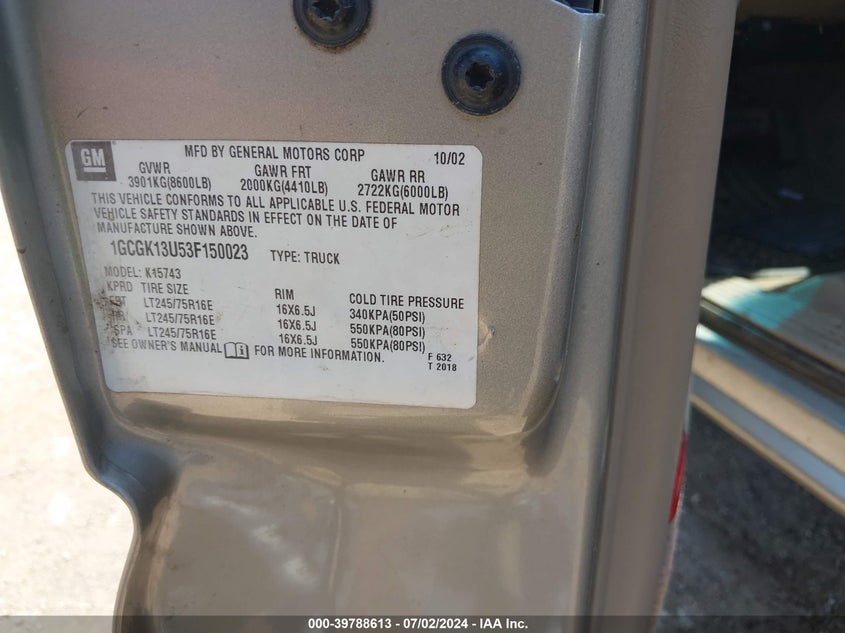 GM
MFD BY GENERAL MOTORS CORP 10/02
GVWR GAWR FRT GAWR RR
3901KG(8600LB) 2000KG(4410LB) 2722KG(6000LB)
THIS VEHICLE CONFORMS TO ALL APPLICABLE U.S. FEDERAL MOTOR
VEHICLE SAFETY STANDARDS IN EFFECT ON THE DATE OF
MANUFACTURE SHOWN ABOVE.
1GCGK13U53F150023 TYPE: TRUCK
MODEL: K15743
KPRD TIRE SIZE RIM COLD TIRE PRESSURE
FRT LT245/75R16E 16X6.5J 340KPA(50PSI)
RR LT245/75R16E 16X6.5J 550KPA(80PSI)
SPA LT245/75R16E 16X6.5J 550KPA(80PSI)
SEE OWNER'S MANUAL FOR MORE INFORMATION.
F 632
T 2018
000-39788613 - 07/02/2024 - IAA Inc.